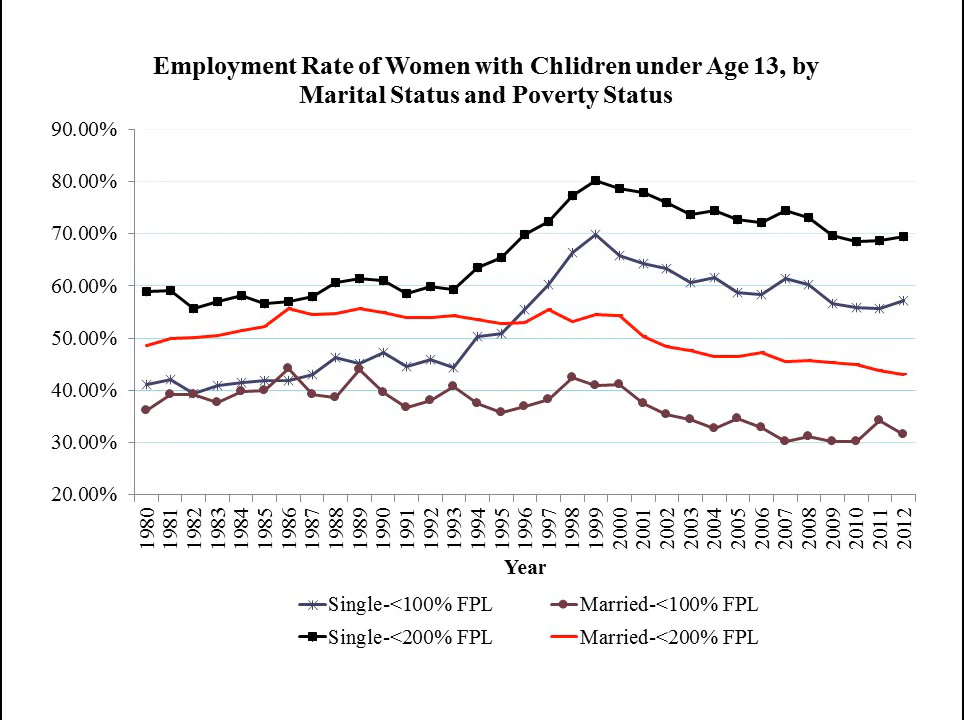 Employment Rate of Women with Chlidren under Age 13, by
Marital Status and Poverty Status
90.00%
80.00%
70.00%
60.00%
50.00%
40.00%
30.00%
20.00%
1980 1981 1982 1983 1984 1985 1986 1987 1988 1989 1990 1991 1992 1993 1994 1995 1996 1997 1998 1999 2000 2001 2002 2003 2004 2005 2006 2007 2008 2009 2010 2011 2012
Year
Single-<100% FPL Married-<100% FPL
Single-<200% FPL Married-<200% FPL